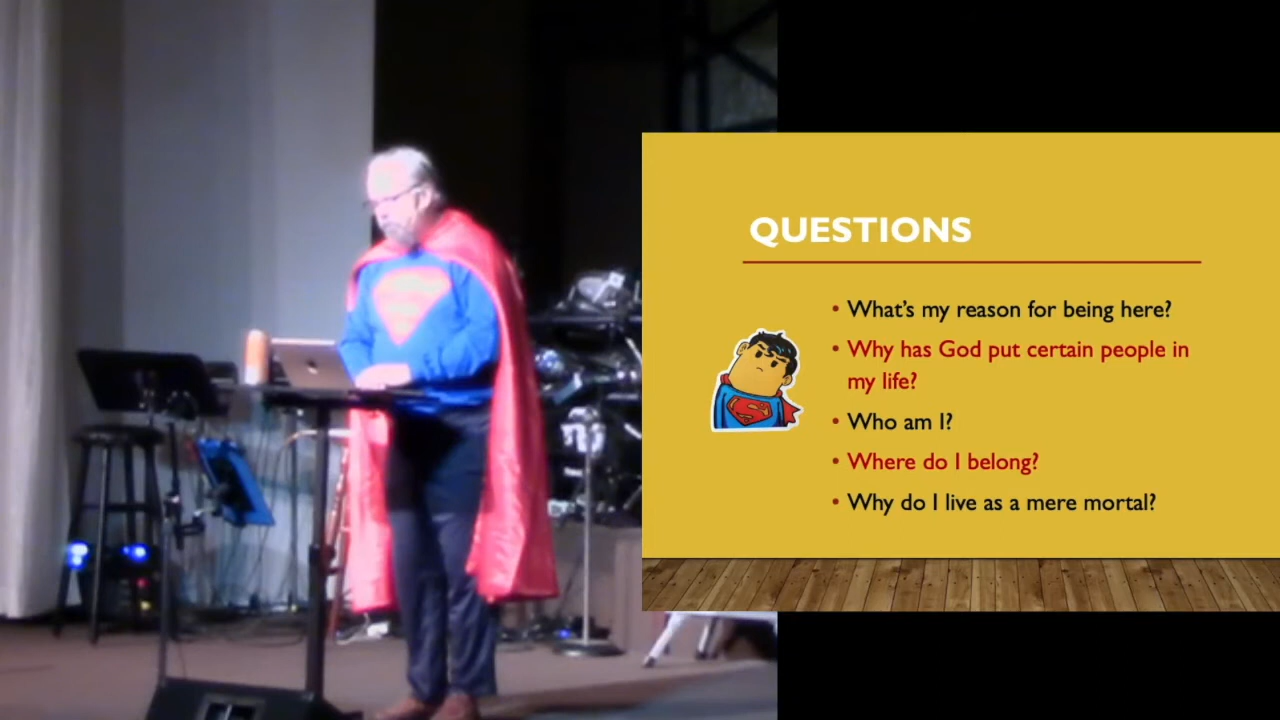 QUESTIONS
• What's my reason for being here?
• Why has God put certain people in
my life?
• Who am I?
• Where do I belong?
• Why do I live as a mere mortal?